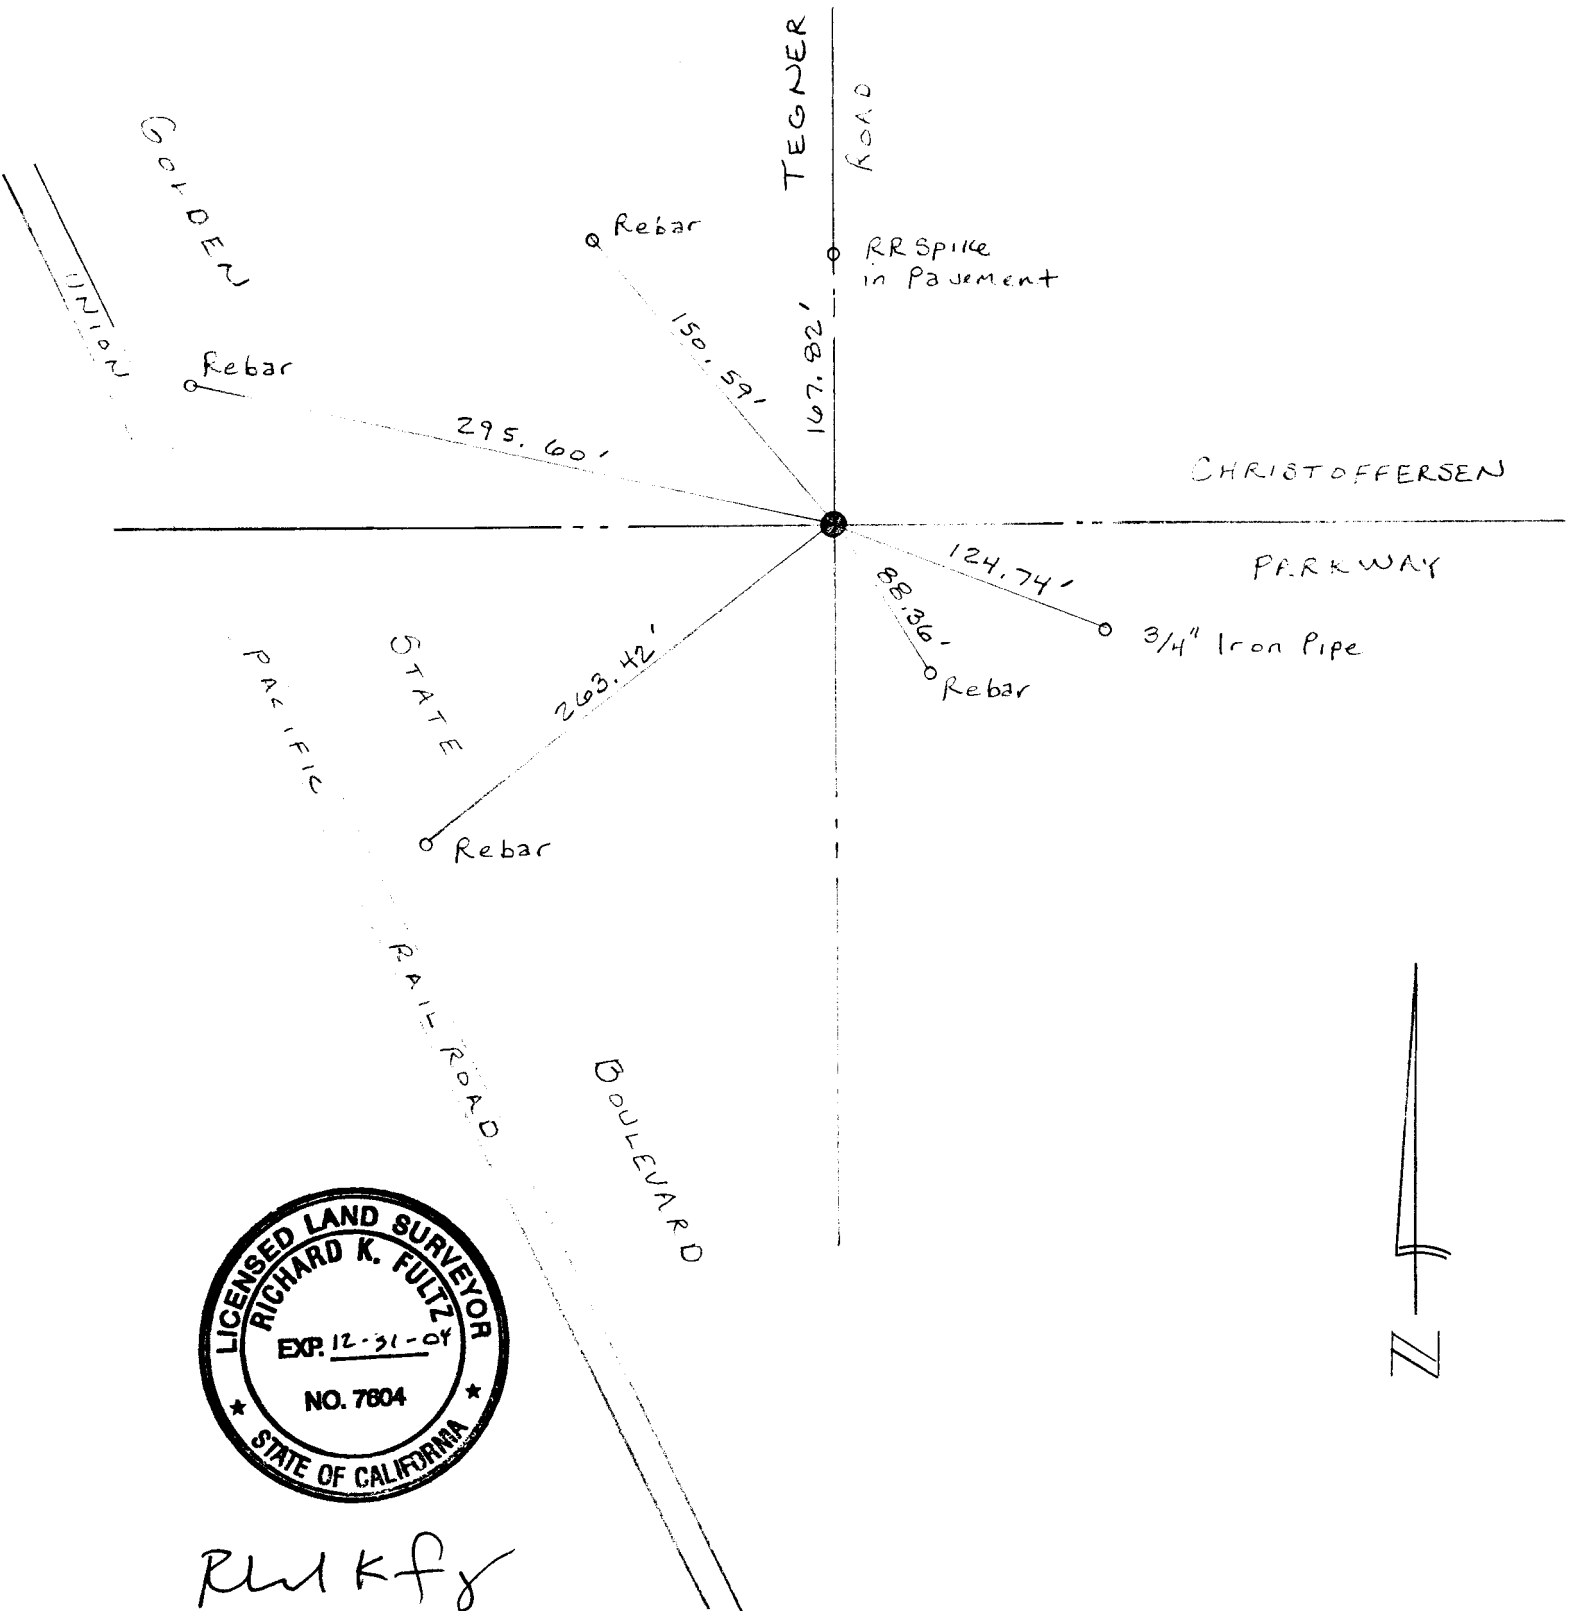 TEGNER
ROAD
GOLDEN
UNION
Rebar
RR Spike
in Pavement
150.59'
167.82'
Rebar
295.60'
CHRISTOFFERSEN
PARKWAY
124.74'
88.36'
3/4" Iron Pipe
Rebar
STATE
PACIFIC
263.42'
Rebar
RAILROAD
BOULEVARD
LICENSED LAND SURVEYOR
RICHARD K. FULTZ
EXP. 12-31-04
NO. 7604
STATE OF CALIFORNIA
N